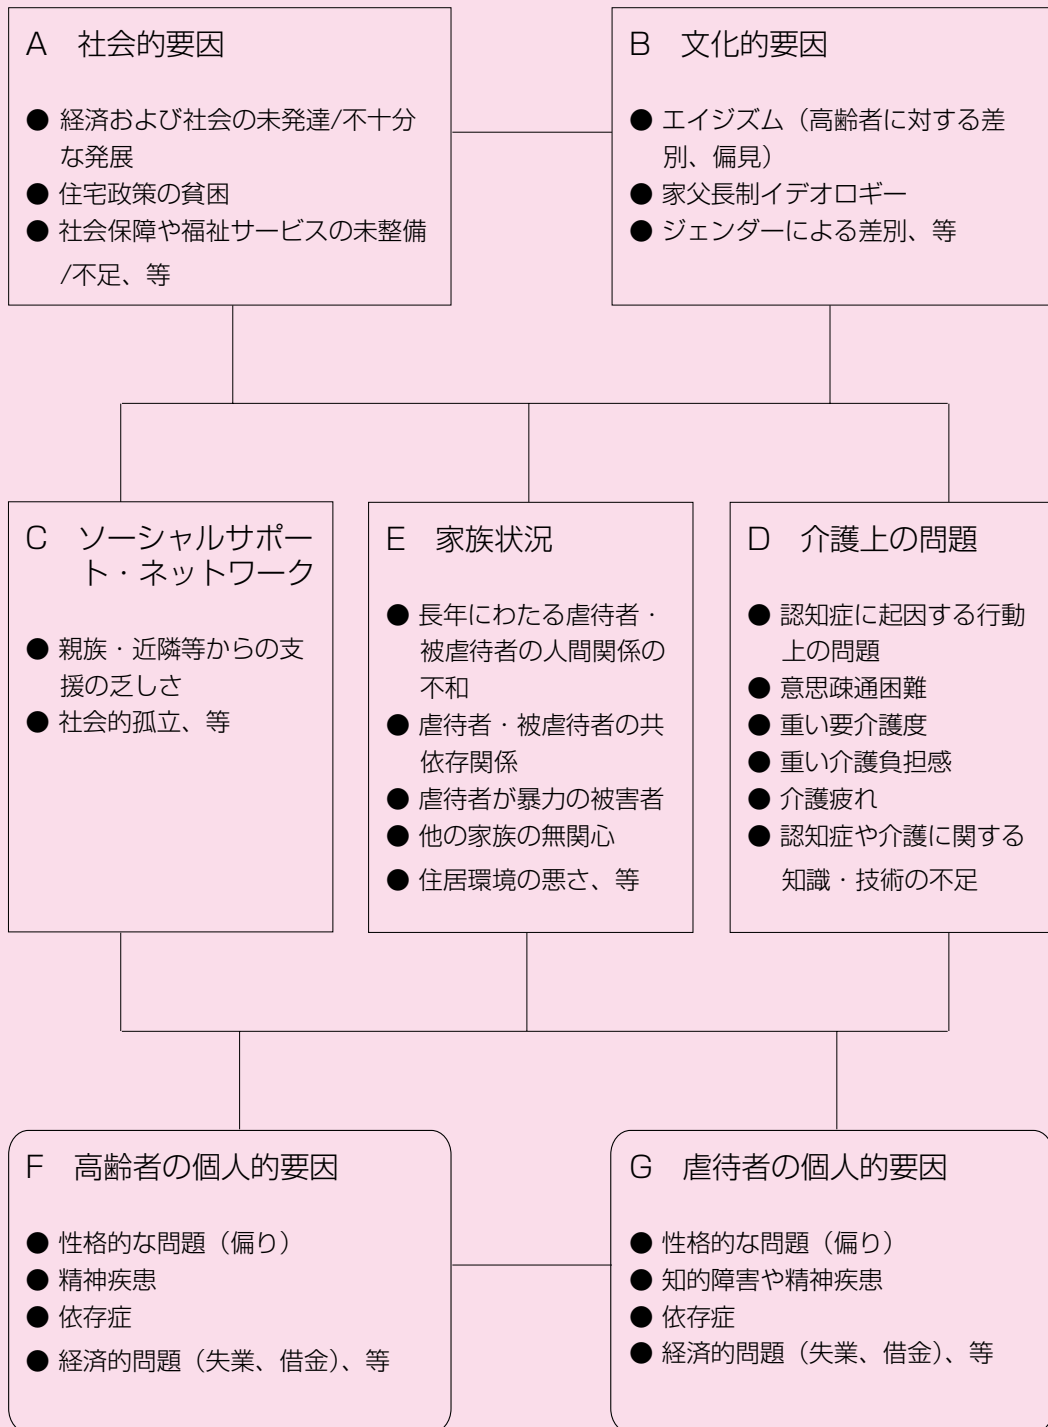 A 社会的要因
● 経済および社会の未発達/不十分
な発展
● 住宅政策の貧困
● 社会保障や福祉サービスの未整備
/不足、等
B 文化的要因
● エイジズム（高齢者に対する差
別、偏見）
● 家父長制イデオロギー
● ジェンダーによる差別、等
C ソーシャルサポー
ト・ネットワーク
● 親族・近隣等からの支
援の乏しさ
● 社会的孤立、等
E 家族状況
● 長年にわたる虐待者・
被虐待者の人間関係の
不和
● 虐待者・被虐待者の共
依存関係
● 虐待者が暴力の被害者
● 他の家族の無関心
● 住居環境の悪さ、等
D 介護上の問題
● 認知症に起因する行動
上の問題
● 意思疎通困難
● 重い要介護度
● 重い介護負担感
● 介護疲れ
● 認知症や介護に関する
知識・技術の不足
F 高齢者の個人的要因
● 性格的な問題（偏り）
● 精神疾患
● 依存症
● 経済的問題（失業、借金）、等
G 虐待者の個人的要因
● 性格的な問題（偏り）
● 知的障害や精神疾患
● 依存症
● 経済的問題（失業、借金）、等